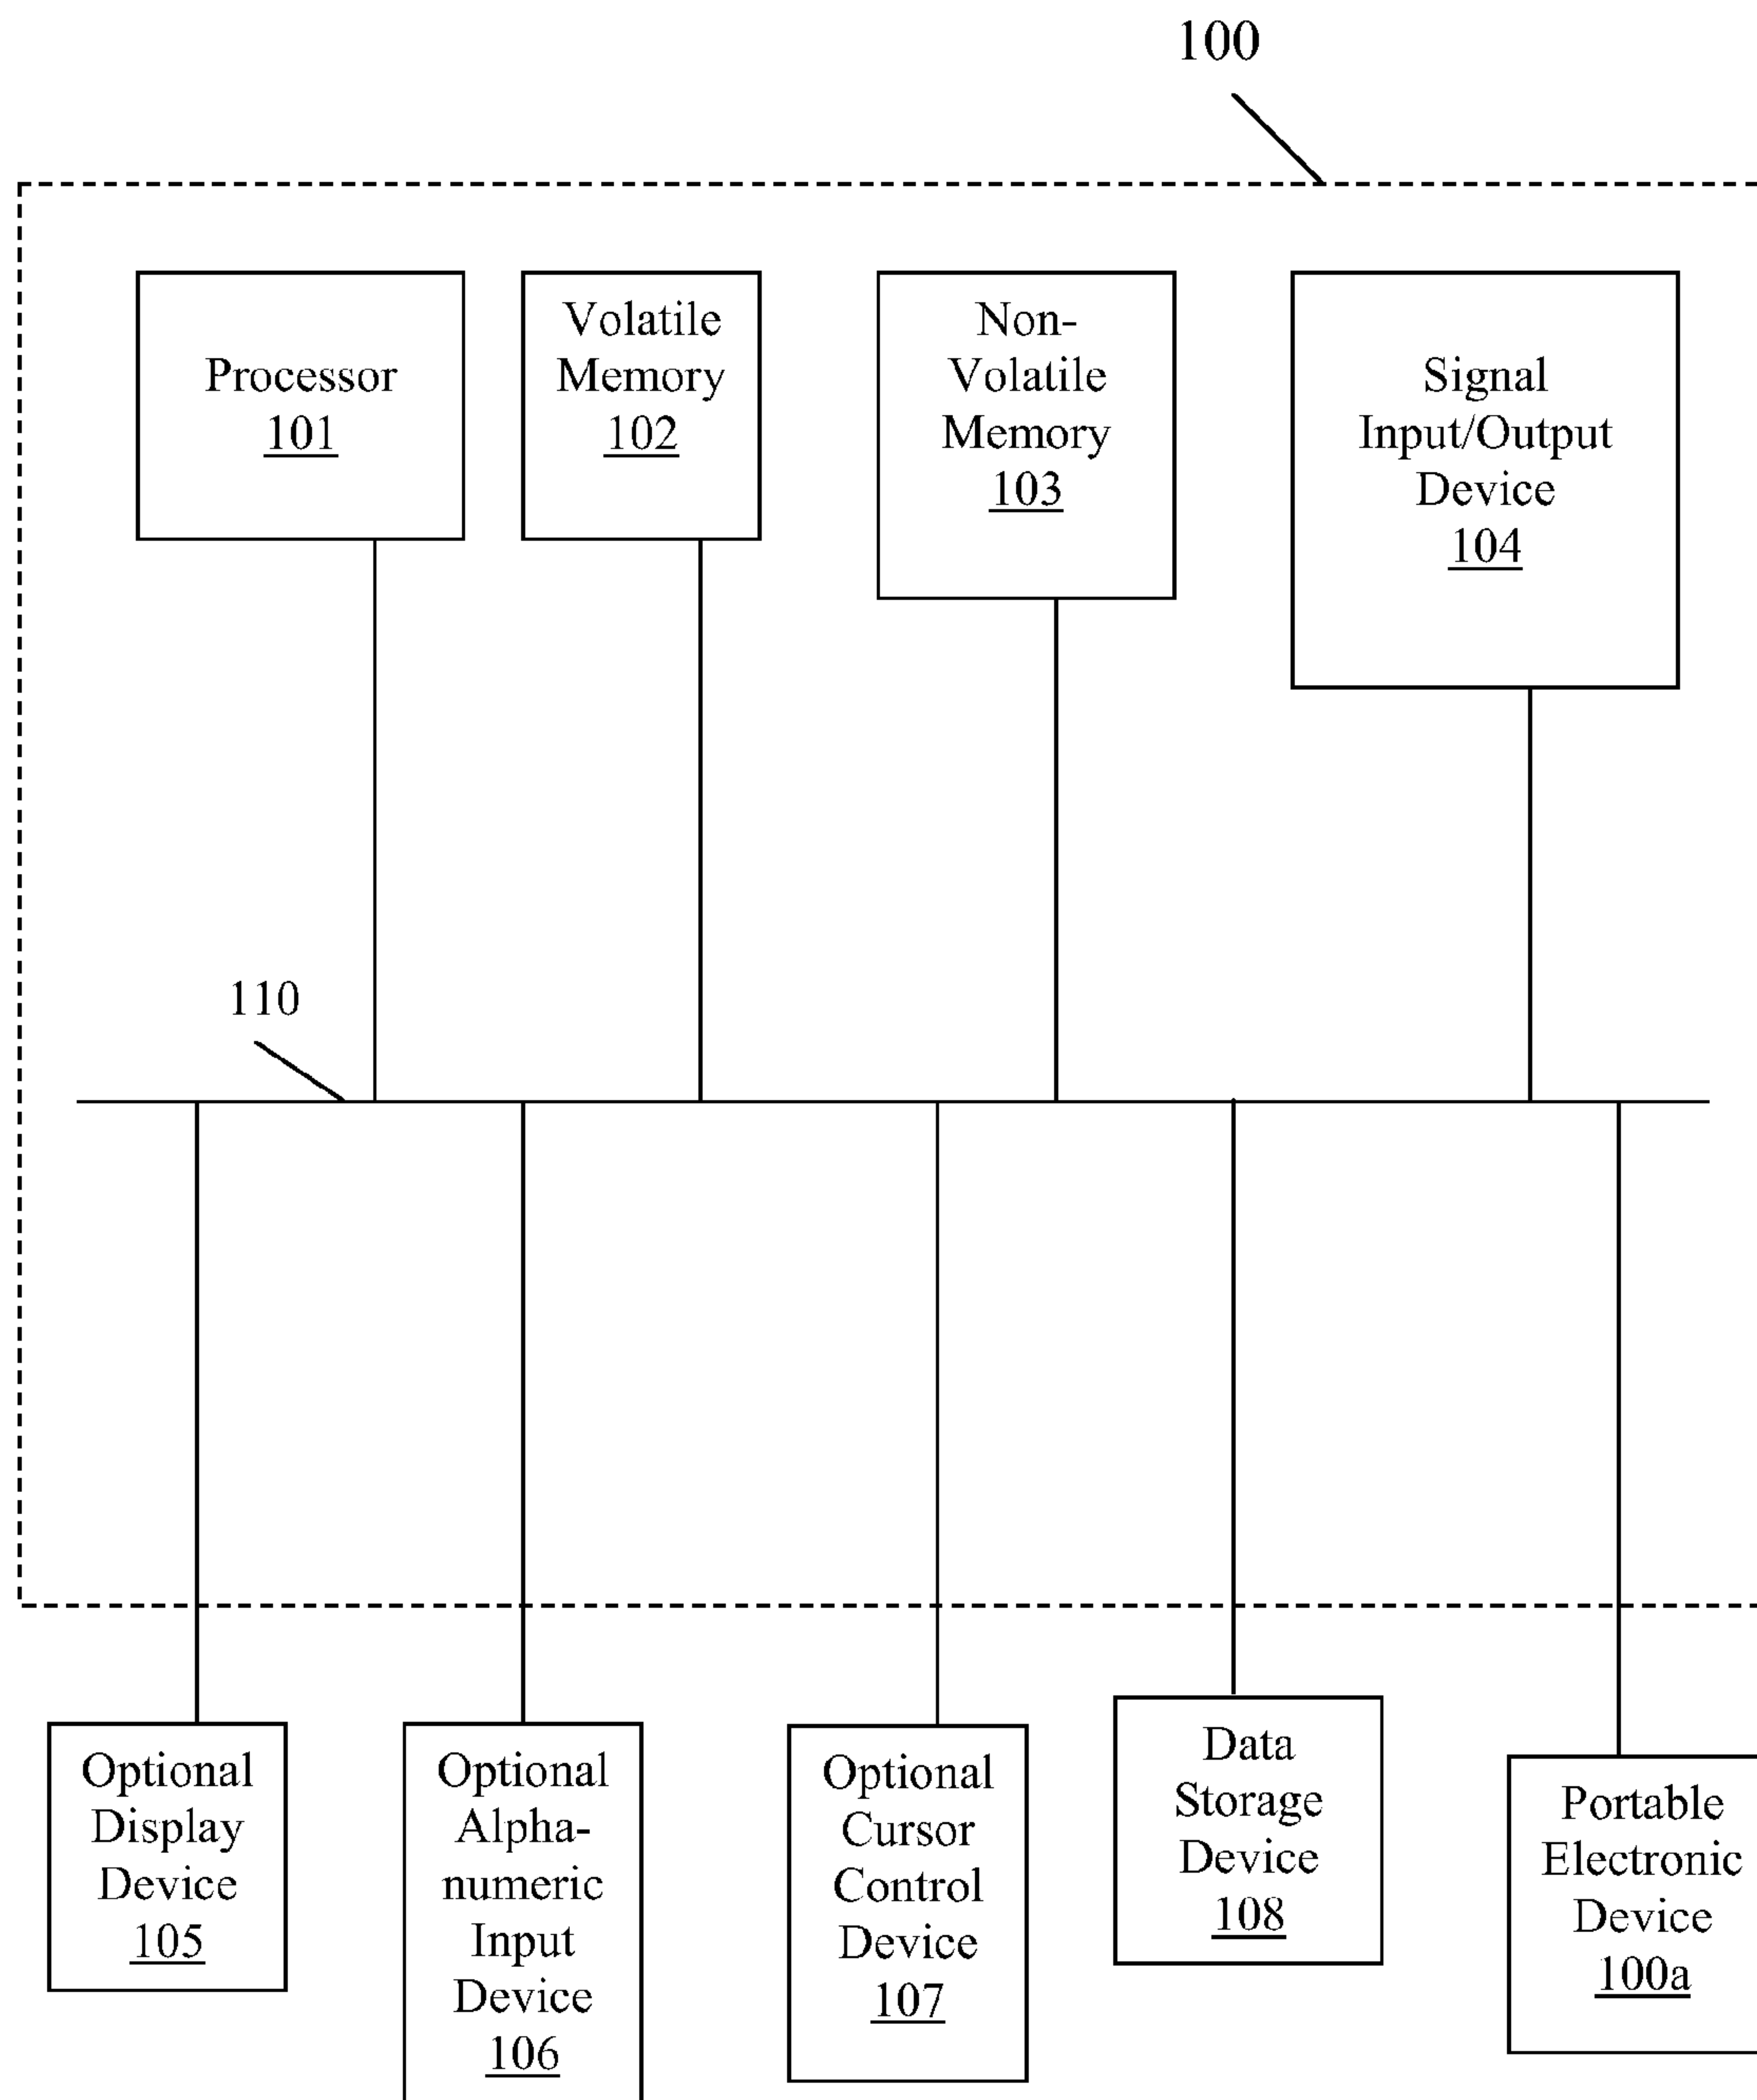 100
Processor
101
Volatile
Memory
102
Non-
Volatile
Memory
103
Signal
Input/Output
Device
104
110
Optional
Display
Device
105
Optional
Alpha-
numeric
Input
Device
106
Optional
Cursor
Control
Device
107
Data
Storage
Device
108
Portable
Electronic
Device
100a